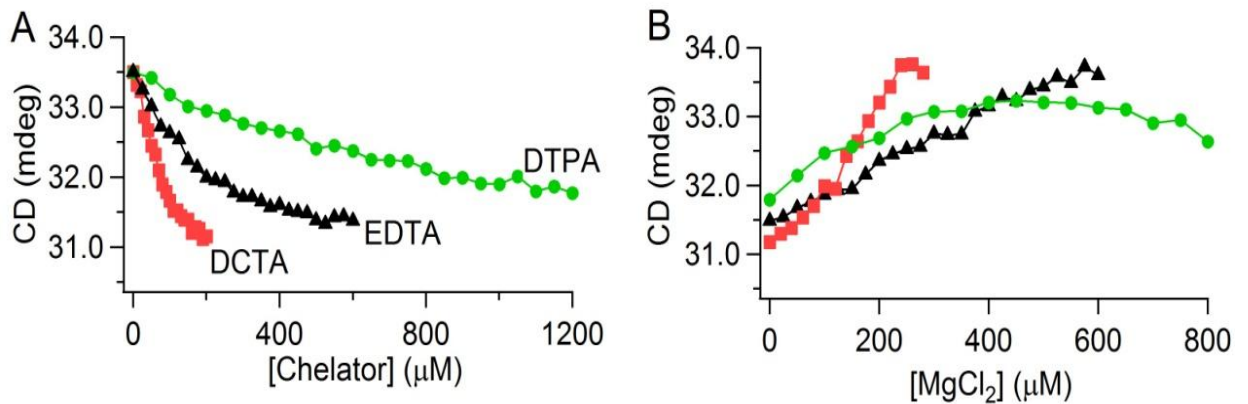 A
34.0
33.0
32.0
31.0
CD (mdeg)
DTPA
EDTA
DCTA
0
400
800
1200
[Chelator] (μM)
B
34.0
33.0
32.0
31.0
CD (mdeg)
0
200
400
600
800
[MgCl₂] (μM)